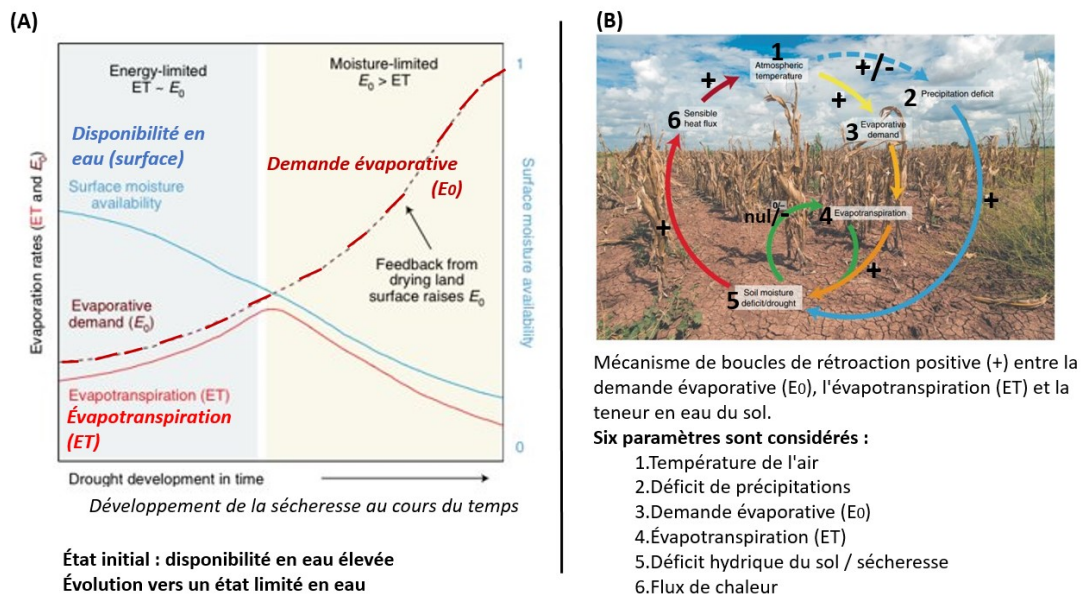 (A)
Energy-limited
ET ~ E₀
Moisture-limited
E₀ > ET
1
Disponibilité en
eau (surface)
Surface moisture
availability
Demande évaporative
(E₀)
Feedback from
drying land
surface raises E₀
Evaporative
demand (E₀)
Evapotranspiration (ET)
Évapotranspiration
(ET)
Evaporation rates (ET and E₀)
Surface moisture availability
0
Drought development in time
Développement de la sécheresse au cours du temps
État initial : disponibilité en eau élevée
Évolution vers un état limité en eau
(B)
1
Atmospheric
temperature
+/-
2 Precipitation deficit
+
+
6 Sensible
heat flux
3 Evaporative
demand
0/–
nul/-
4 Evapotranspiration
+
+
+
5 Soil moisture
deficit/drought
Mécanisme de boucles de rétroaction positive (+) entre la
demande évaporative (E₀), l'évapotranspiration (ET) et la
teneur en eau du sol.
Six paramètres sont considérés :
1.Température de l'air
2.Déficit de précipitations
3.Demande évaporative (E₀)
4.Évapotranspiration (ET)
5.Déficit hydrique du sol / sécheresse
6.Flux de chaleur